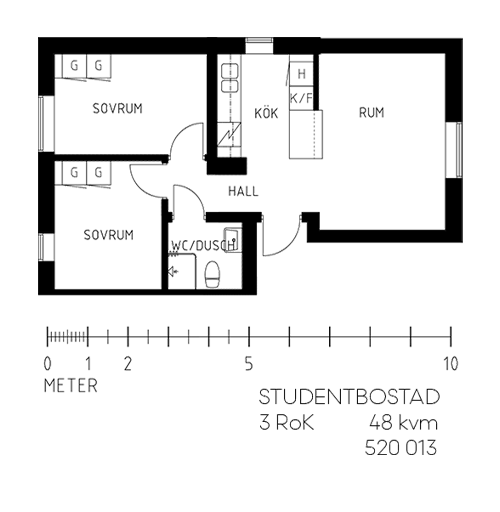 G G
SOVRUM
KÖK
H
K/F
RUM
G G
HALL
SOVRUM
WC/DUSCH
0 1 2 5 10
METER
STUDENTBOSTAD
3 RoK 48 kvm
520 013